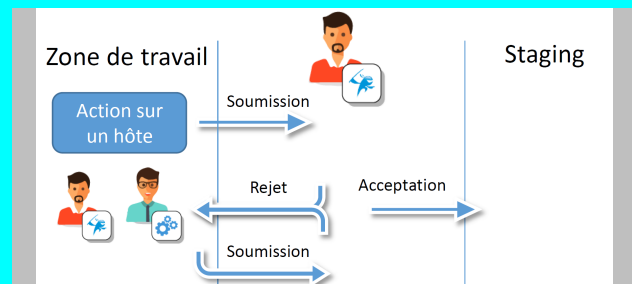 Zone de travail
Staging
Action sur
un hôte
Soumission
Rejet
Acceptation
Soumission